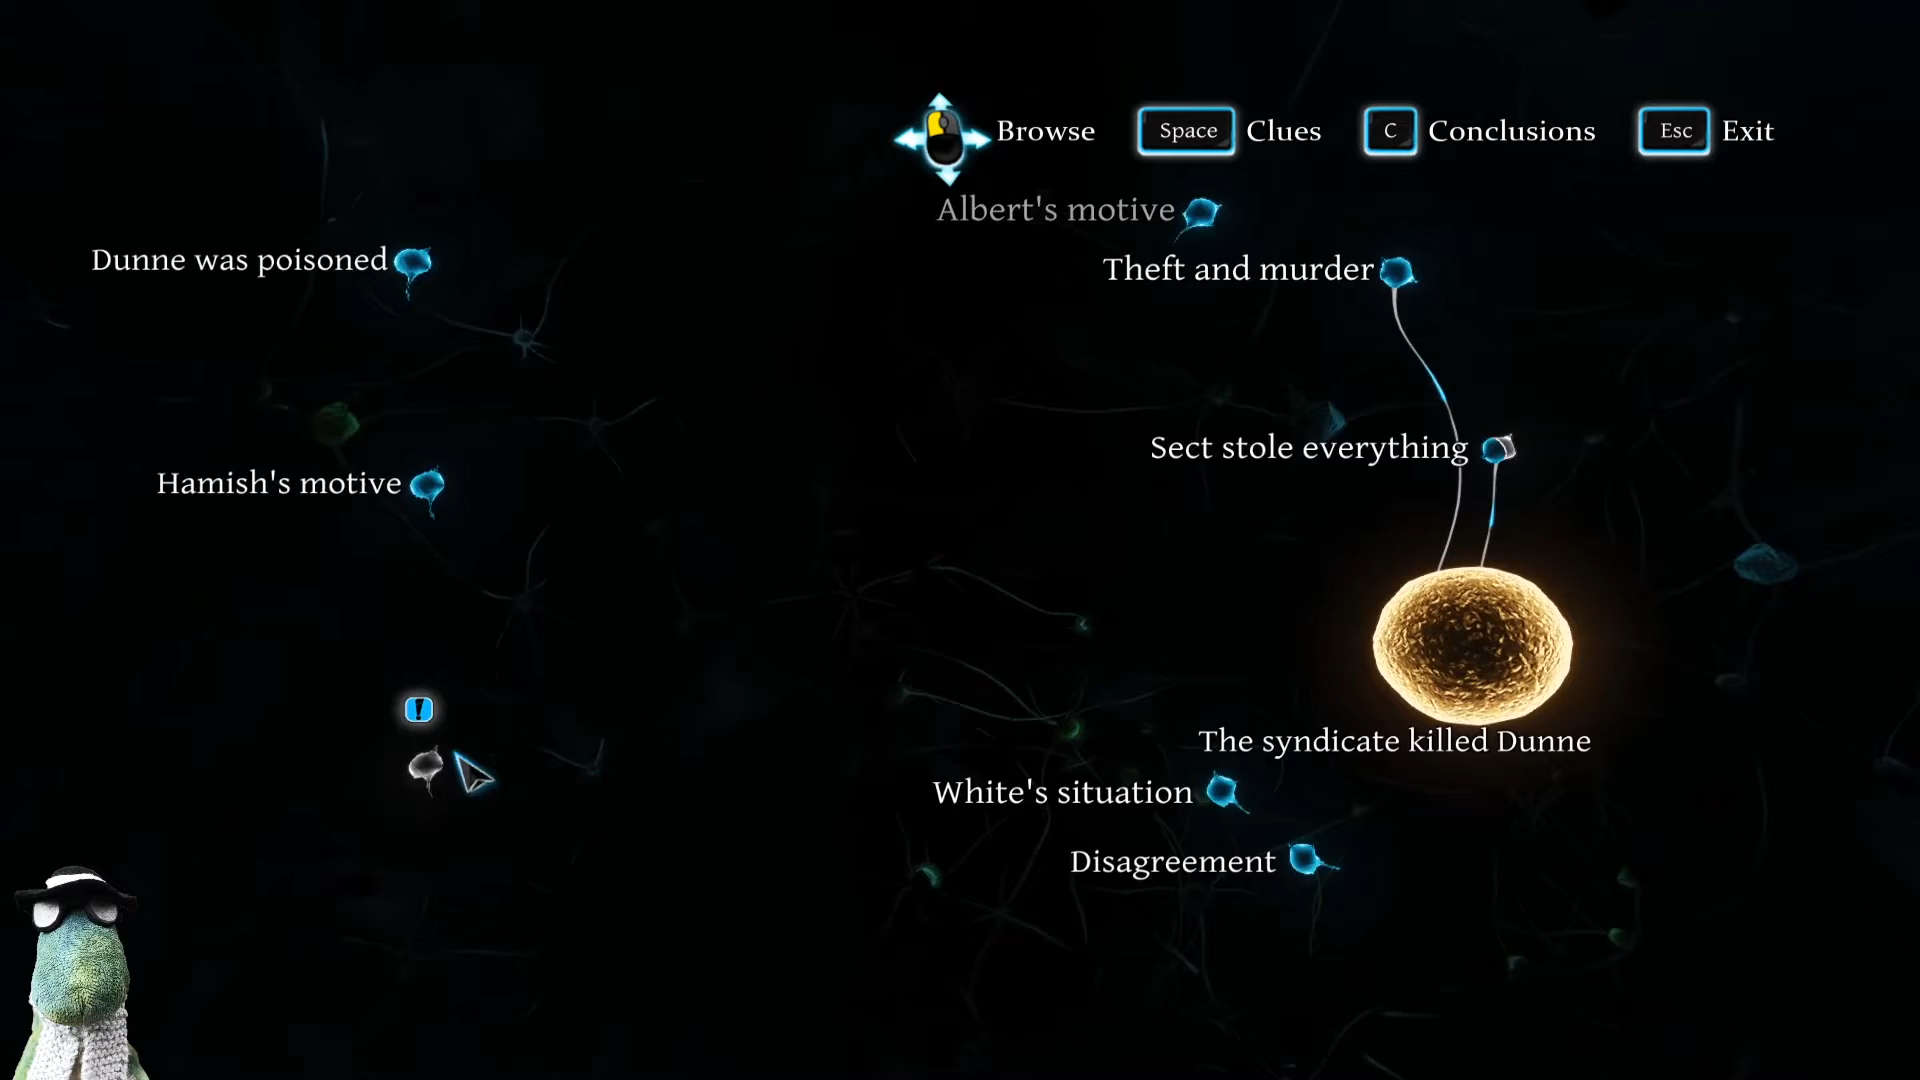 Browse
Space
Clues
C
Conclusions
Esc
Exit
Albert's motive
Dunne was poisoned
Theft and murder
Sect stole everything
Hamish's motive
!
The syndicate killed Dunne
White's situation
Disagreement